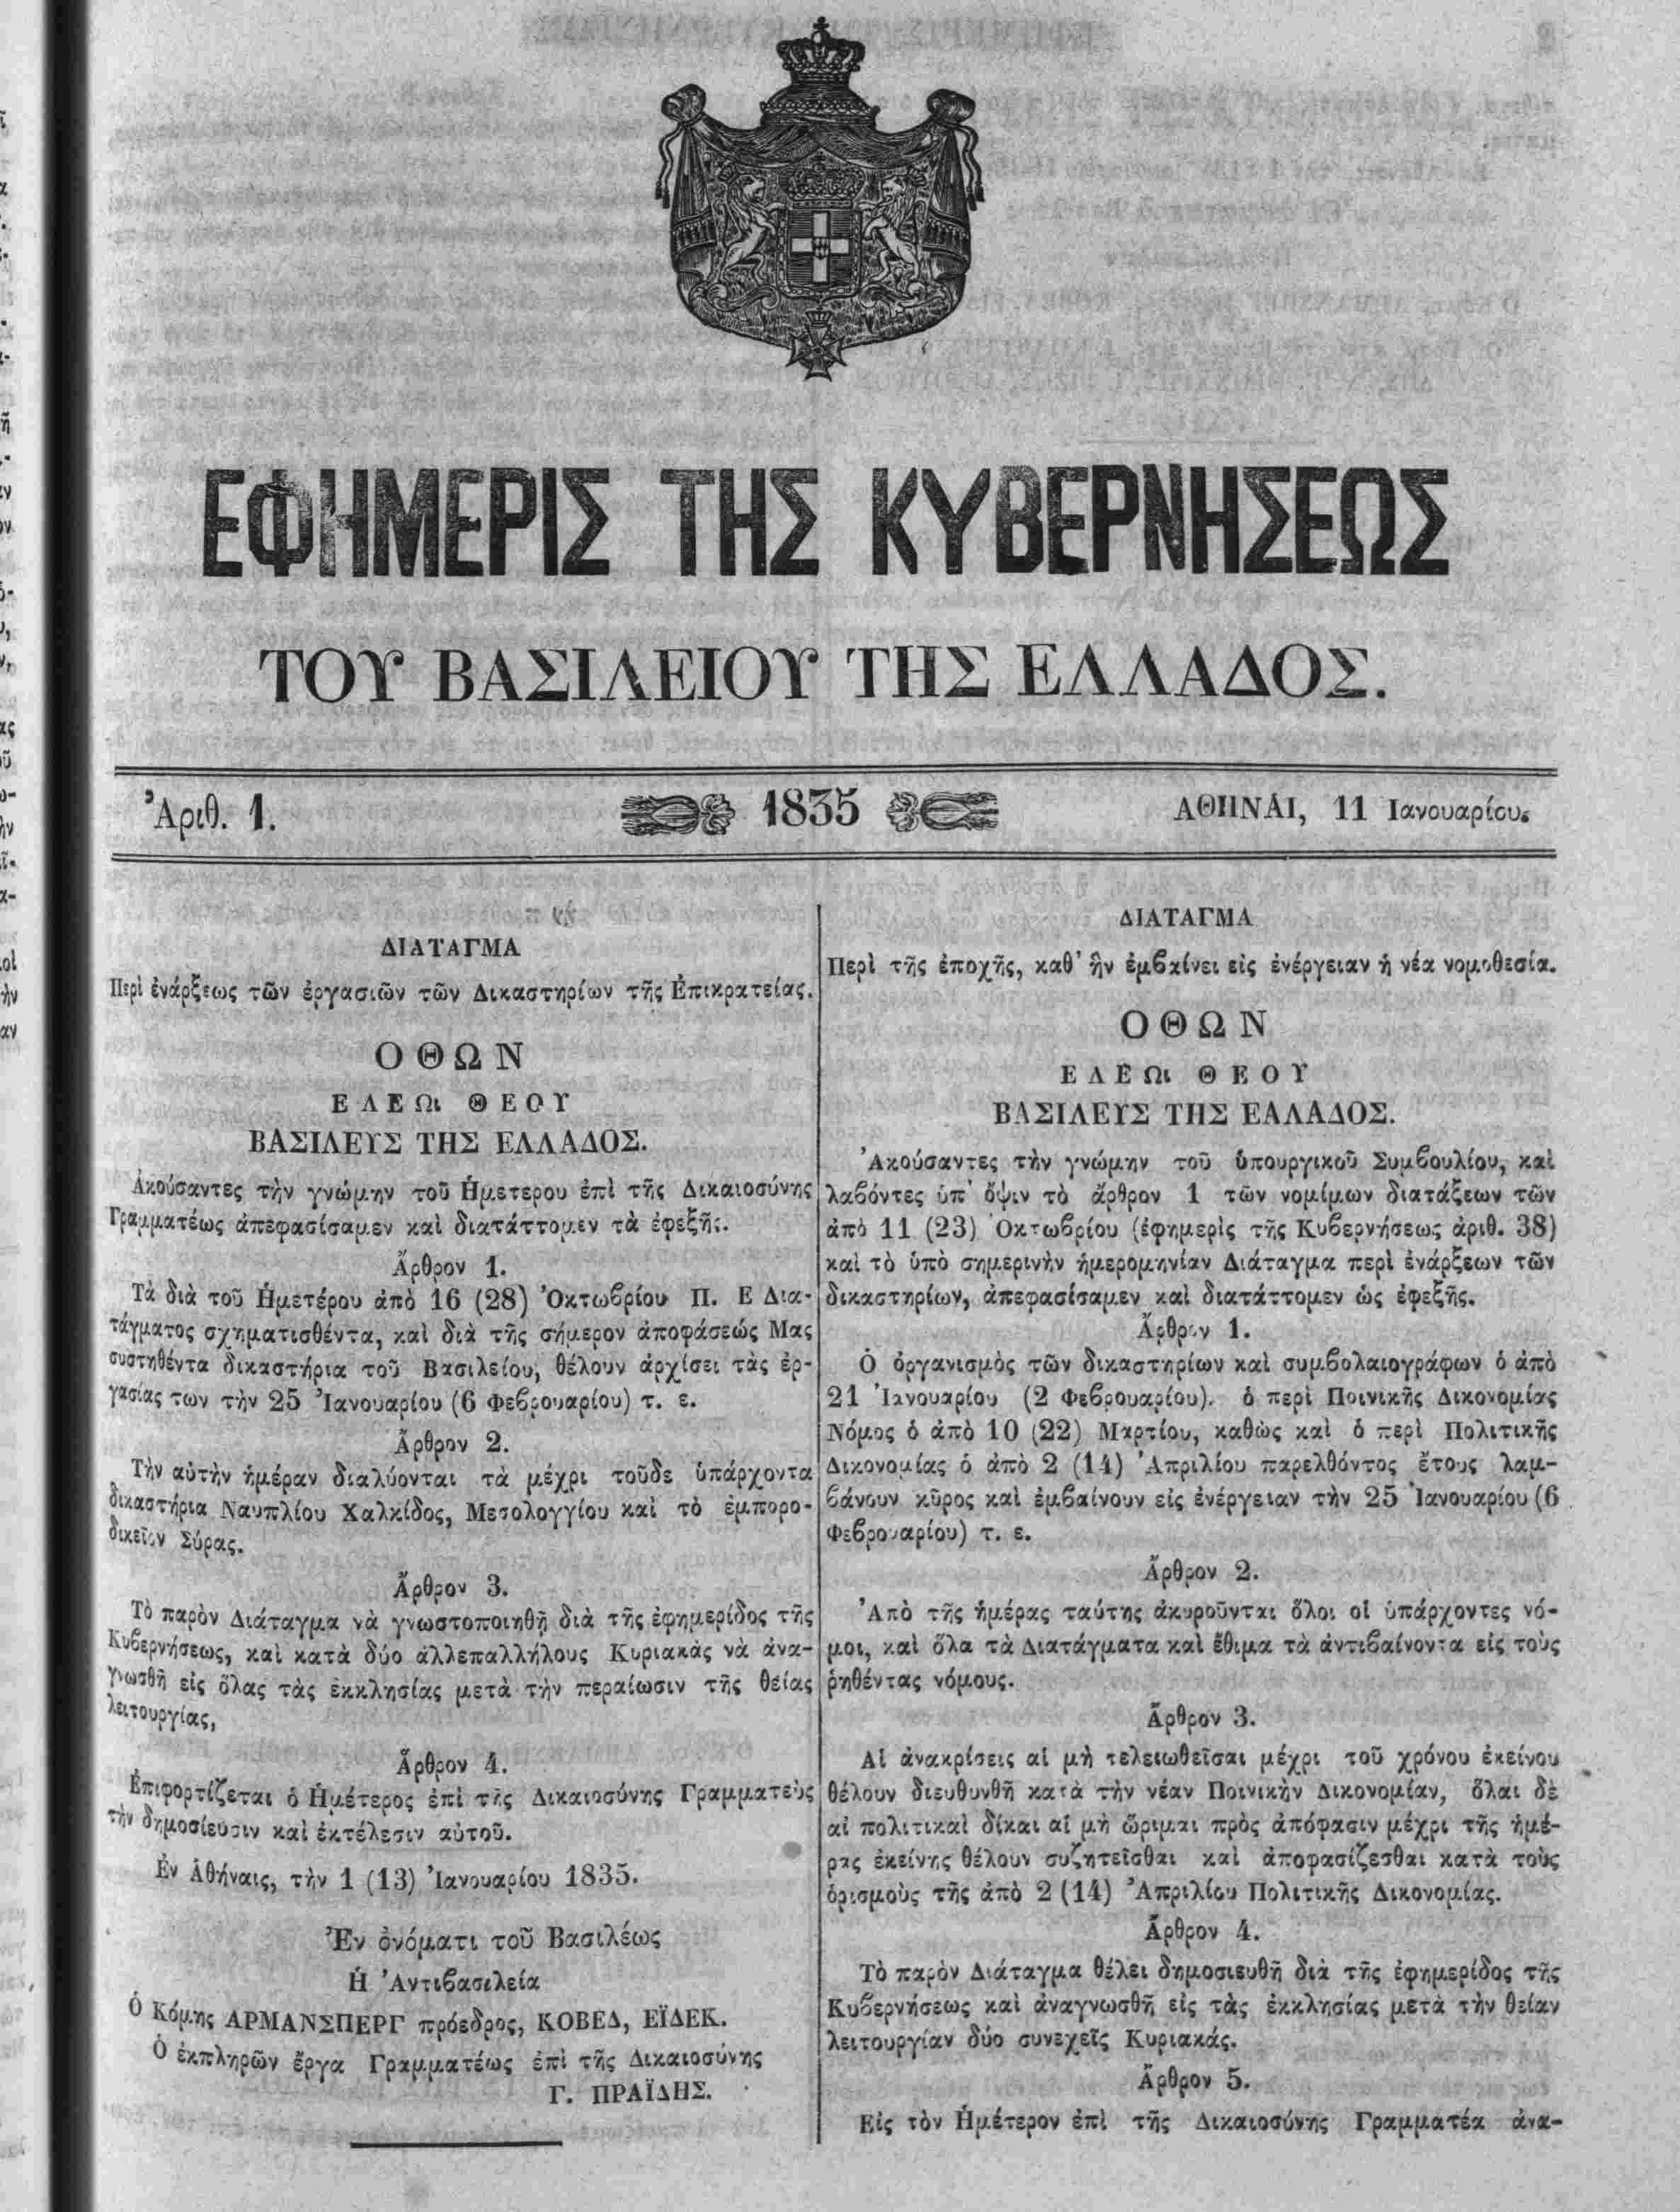 ΕΦΗΜΕΡΙΣ ΤΗΣ ΚΥΒΕΡΝΗΣΕΩΣ
ΤΟΥ ΒΑΣΙΛΕΙΟΥ ΤΗΣ ΕΛΛΑΔΟΣ.
Ἀριθ. 1.
1835
ΑΘΗΝΑΙ, 11 Ιανουαρίου.
ΔΙΑΤΑΓΜΑ
Περὶ ἐνάρξεως τῶν ἐργασιῶν τῶν Δικαστηρίων τῆς Ἐπικρατείας.
ΟΘΩΝ
ΕΛΕΩι ΘΕΟΥ
ΒΑΣΙΛΕΥΣ ΤΗΣ ΕΛΛΑΔΟΣ.
Ἀκούσαντες τὴν γνώμην τοῦ Ἡμετερου ἐπὶ τῆς Δικαιοσύνης
Γραμματέως ἀπεφασίσαμεν καὶ διατάττομεν τὰ ἐφεξῆς.
Ἄρθρον 1.
Τὰ διὰ τοῦ Ἡμετέρου ἀπὸ 16 (28) Ὀκτωβρίου Π. Ε Δια-
τάγματος σχηματισθέντα, καὶ διὰ τῆς σήμερον ἀποφάσεώς Μας
συστηθέντα δικαστήρια τοῦ Βασιλείου, θέλουν ἀρχίσει τὰς ἐρ-
γασίας των τὴν 25 Ἰανουαρίου (6 Φεβρουαρίου) τ. ε.
Ἄρθρον 2.
Τὴν αὐτὴν ἡμέραν διαλύονται τὰ μέχρι τοῦδε ὑπάρχοντα
δικαστήρια Ναυπλίου Χαλκίδος, Μεσολογγίου καὶ τὸ ἐμπορο-
δικεῖον Σύρας.
Ἄρθρον 3.
Τὸ παρὸν Διάταγμα νὰ γνωστοποιηθῇ διὰ τῆς ἐφημερίδος τῆς
Κυβερνήσεως, καὶ κατὰ δύο ἀλλεπαλλήλους Κυριακὰς νὰ ἀνα-
γνωσθῇ εἰς ὅλας τὰς ἐκκλησίας μετὰ τὴν περαίωσιν τῆς θείας
λειτουργίας,
Ἄρθρον 4.
Ἐπιφορτίζεται ὁ Ἡμέτερος ἐπὶ τῆς Δικαιοσύνης Γραμματεὺς
τὴν δημοσίευσιν καὶ ἐκτέλεσιν αὐτοῦ.
Ἐν Ἀθήναις, τὴν 1 (13) Ἰανουαρίου 1835.
Ἐν ὀνόματι τοῦ Βασιλέως
Ἡ Ἀντιβασιλεία
Ὁ Κόμης ΑΡΜΑΝΣΠΕΡΓ πρόεδρος, ΚΟΒΕΔ, ΕΪΔΕΚ.
Ὁ ἐκπληρῶν ἔργα Γραμματέως ἐπὶ τῆς Δικαιοσύνης
Γ. ΠΡΑΪΔΗΣ.
ΔΙΑΤΑΓΜΑ
Περὶ τῆς ἐποχῆς, καθ' ἣν ἐμβαίνει εἰς ἐνέργειαν ἡ νέα νομοθεσία.
ΟΘΩΝ
ΕΛΕΩι ΘΕΟΥ
ΒΑΣΙΛΕΥΣ ΤΗΣ ΕΛΛΑΔΟΣ.
Ἀκούσαντες τὴν γνώμην τοῦ ὑπουργικοῦ Συμβουλίου, καὶ
λαβόντες ὑπ' ὄψιν τὸ ἄρθρον 1 τῶν νομίμων διατάξεων τῶν
ἀπὸ 11 (23) Ὀκτωβρίου (ἐφημερὶς τῆς Κυβερνήσεως ἀριθ. 38)
καὶ τὸ ὑπὸ σημερινὴν ἡμερομηνίαν Διάταγμα περὶ ἐνάρξεων τῶν
δικαστηρίων, ἀπεφασίσαμεν καὶ διατάττομεν ὡς ἐφεξῆς.
Ἄρθρον 1.
Ὁ ὀργανισμὸς τῶν δικαστηρίων καὶ συμβολαιογράφων ὁ ἀπὸ
21 Ἰανουαρίου (2 Φεβρουαρίου). ὁ περὶ Ποινικῆς Δικονομίας
Νόμος ὁ ἀπὸ 10 (22) Μαρτίου, καθὼς καὶ ὁ περὶ Πολιτικῆς
Δικονομίας ὁ ἀπὸ 2 (14) Ἀπριλίου παρελθόντος ἔτους λαμ-
βάνουν κῦρος καὶ ἐμβαίνουν εἰς ἐνέργειαν τὴν 25 Ἰανουαρίου (6
Φεβρουαρίου) τ. ε.
Ἄρθρον 2.
Ἀπὸ τῆς ἡμέρας ταύτης ἀκυροῦνται ὅλοι οἱ ὑπάρχοντες νό-
μοι, καὶ ὅλα τὰ Διατάγματα καὶ ἔθιμα τὰ ἀντιβαίνοντα εἰς τοὺς
ῥηθέντας νόμους.
Ἄρθρον 3.
Αἱ ἀνακρίσεις αἱ μὴ τελειωθεῖσαι μέχρι τοῦ χρόνου ἐκείνου
θέλουν διευθυνθῆ κατὰ τὴν νέαν Ποινικὴν Δικονομίαν, ὅλαι δὲ
αἱ πολιτικαὶ δίκαι αἱ μὴ ὥριμαι πρὸς ἀπόφασιν μέχρι τῆς ἡμέ-
ρας ἐκείνης θέλουν συζητεῖσθαι καὶ ἀποφασίζεσθαι κατὰ τοὺς
ὁρισμοὺς τῆς ἀπὸ 2 (14) Ἀπριλίου Πολιτικῆς Δικονομίας.
Ἄρθρον 4.
Τὸ παρὸν Διάταγμα θέλει δημοσιευθῆ διὰ τῆς ἐφημερίδος τῆς
Κυβερνήσεως καὶ ἀναγνωσθῆ εἰς τὰς ἐκκλησίας μετὰ τὴν θείαν
λειτουργίαν δύο συνεχεῖς Κυριακάς.
Ἄρθρον 5.
Εἰς τὸν Ἡμέτερον ἐπὶ τῆς Δικαιοσύνης Γραμματέα ἀνα-